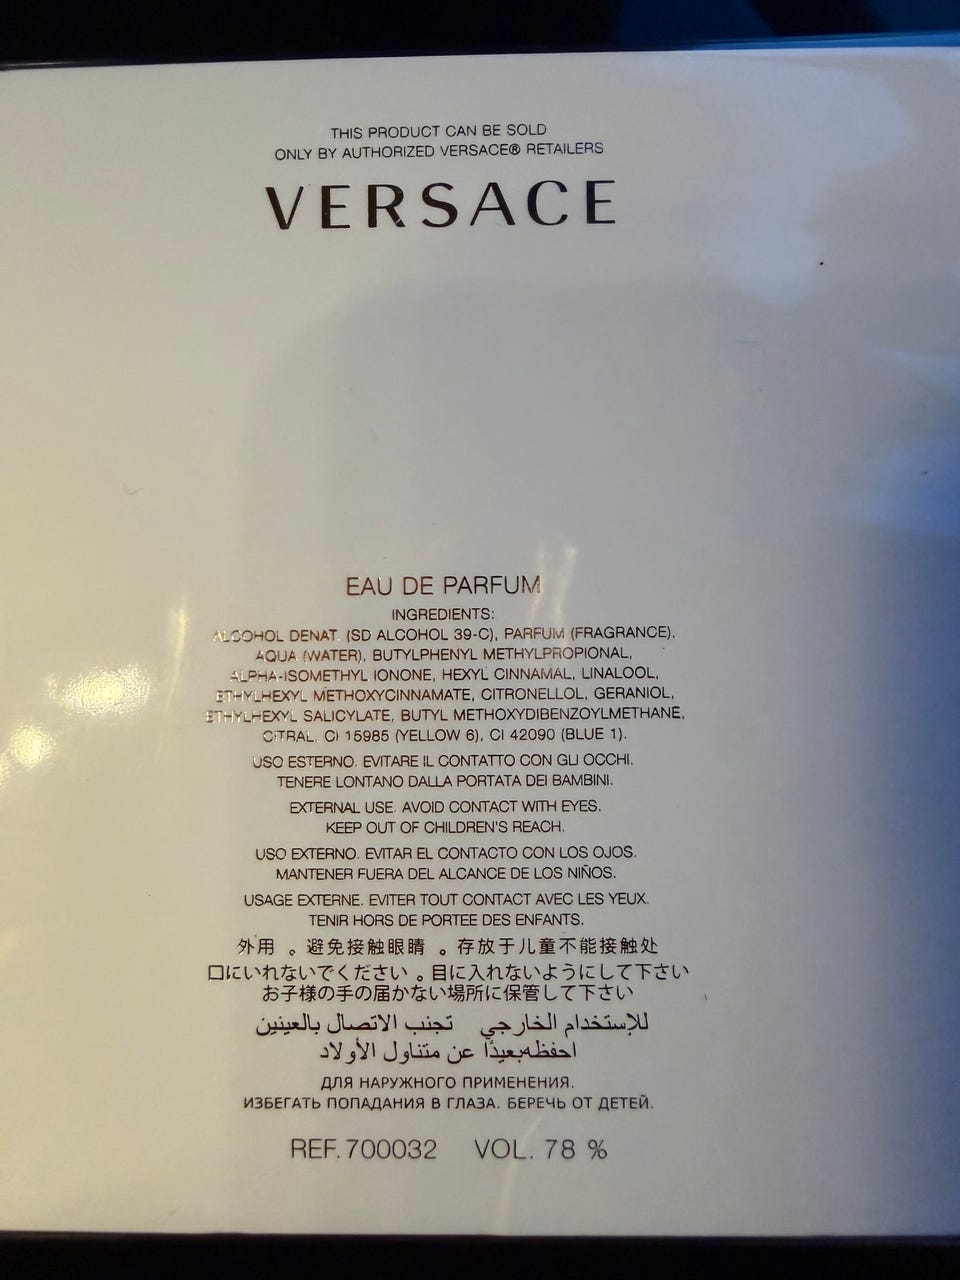 THIS PRODUCT CAN BE SOLD
ONLY BY AUTHORIZED VERSACE® RETAILERS
VERSACE
EAU DE PARFUM
INGREDIENTS:
ALCOHOL DENAT. (SD ALCOHOL 39-C), PARFUM (FRAGRANCE),
AQUA (WATER), BUTYLPHENYL METHYLPROPIONAL,
ALPHA-ISOMETHYL IONONE, HEXYL CINNAMAL, LINALOOL,
ETHYLHEXYL METHOXYCINNAMATE, CITRONELLOL, GERANIOL,
ETHYLHEXYL SALICYLATE, BUTYL METHOXYDIBENZOYLMETHANE,
CITRAL, CI 15985 (YELLOW 6), CI 42090 (BLUE 1).
USO ESTERNO. EVITARE IL CONTATTO CON GLI OCCHI.
TENERE LONTANO DALLA PORTATA DEI BAMBINI.
EXTERNAL USE. AVOID CONTACT WITH EYES.
KEEP OUT OF CHILDREN'S REACH.
USO EXTERNO. EVITAR EL CONTACTO CON LOS OJOS.
MANTENER FUERA DEL ALCANCE DE LOS NIÑOS.
USAGE EXTERNE. EVITER TOUT CONTACT AVEC LES YEUX.
TENIR HORS DE PORTEE DES ENFANTS.
外用 。避免接触眼睛 。存放于儿童不能接触处
口にいれないでください 。目に入れないようにして下さい
お子様の手の届かない場所に保管して下さい
للإستخدام الخارجي تجنب الاتصال بالعينين
احفظهبعيدًا عن متناول الأولاد
ДЛЯ НАРУЖНОГО ПРИМЕНЕНИЯ.
ИЗБЕГАТЬ ПОПАДАНИЯ В ГЛАЗА. БЕРЕЧЬ ОТ ДЕТЕЙ.
REF. 700032 VOL. 78 %